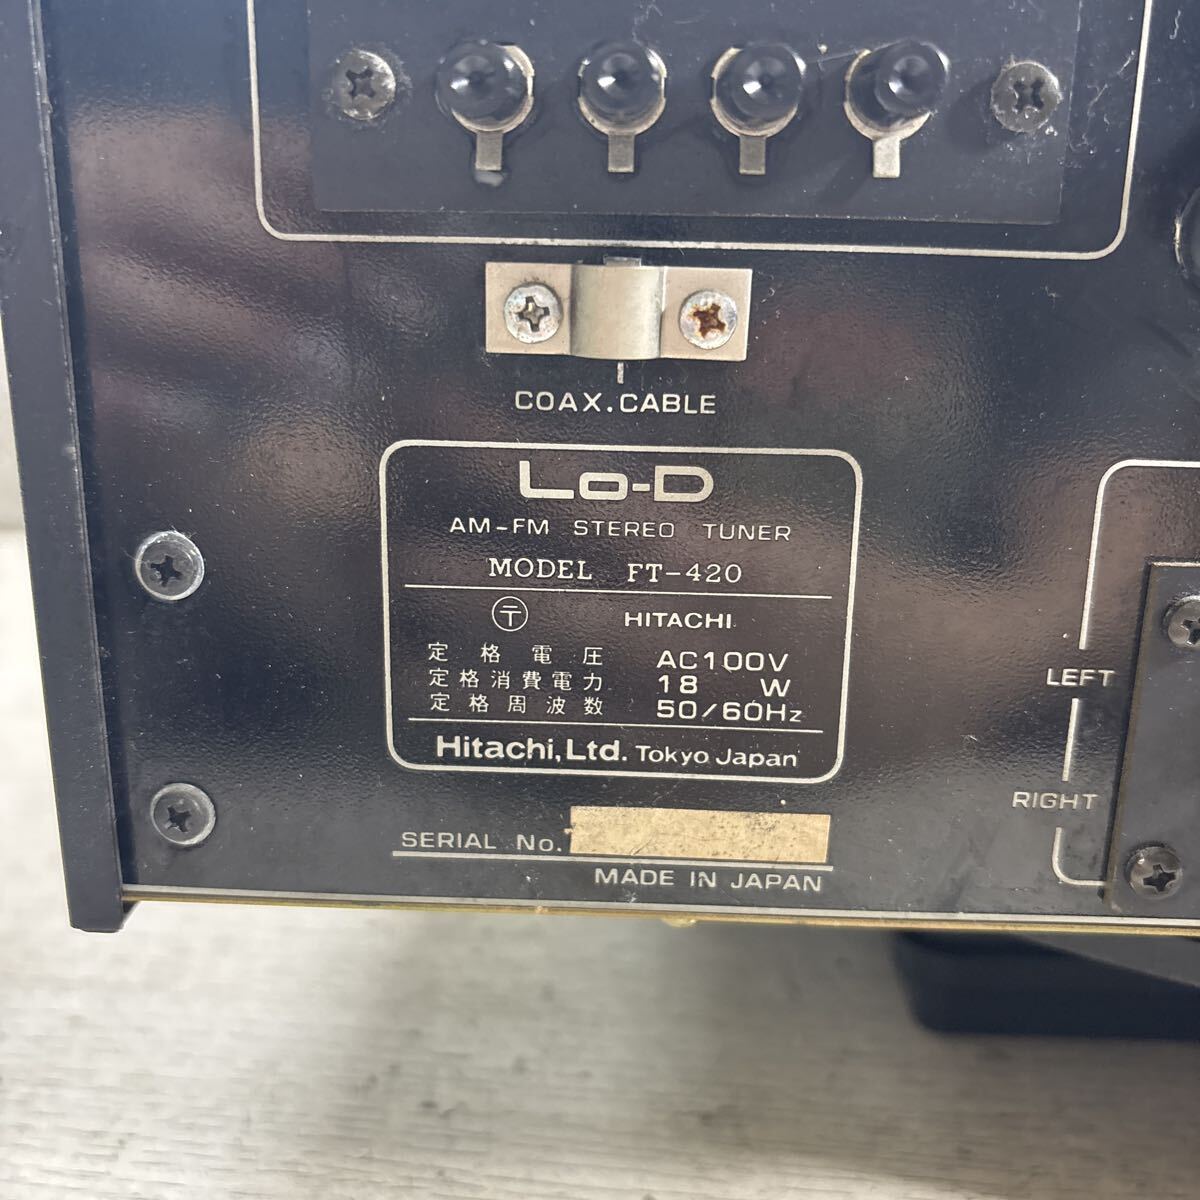 COAX.CABLE
Lo-D
AM-FM STEREO TUNER
MODEL FT-420
〒 HITACHI
定格電圧 AC100V
定格消費電力 18 W
定格周波数 50/60Hz
Hitachi, Ltd. Tokyo Japan
SERIAL No.
MADE IN JAPAN
LEFT
RIGHT